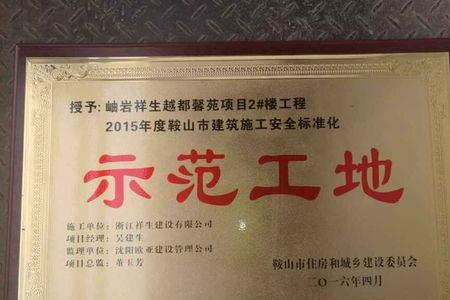 授予：岫岩祥生越都馨苑项目2#楼工程
2015年度鞍山市建筑施工安全标准化
示范工地
施工单位：浙江祥生建设有限公司
项目经理：吴建生
监理单位：沈阳欧亚建设管理公司
项目总监：董玉芳
鞍山市住房和城乡建设委员会
二〇一六年四月